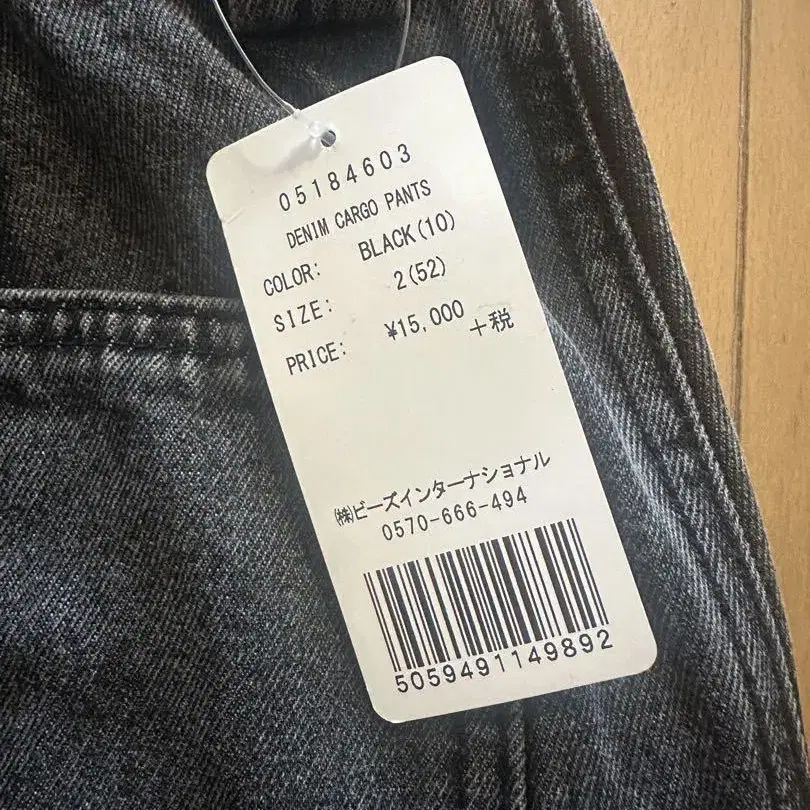 05184603
DENIM CARGO PANTS
COLOR: BLACK(10)
SIZE: 2(52)
PRICE: ¥15,000 +税
㈱ビーズインターナショナル
0570-666-494
5059491149892